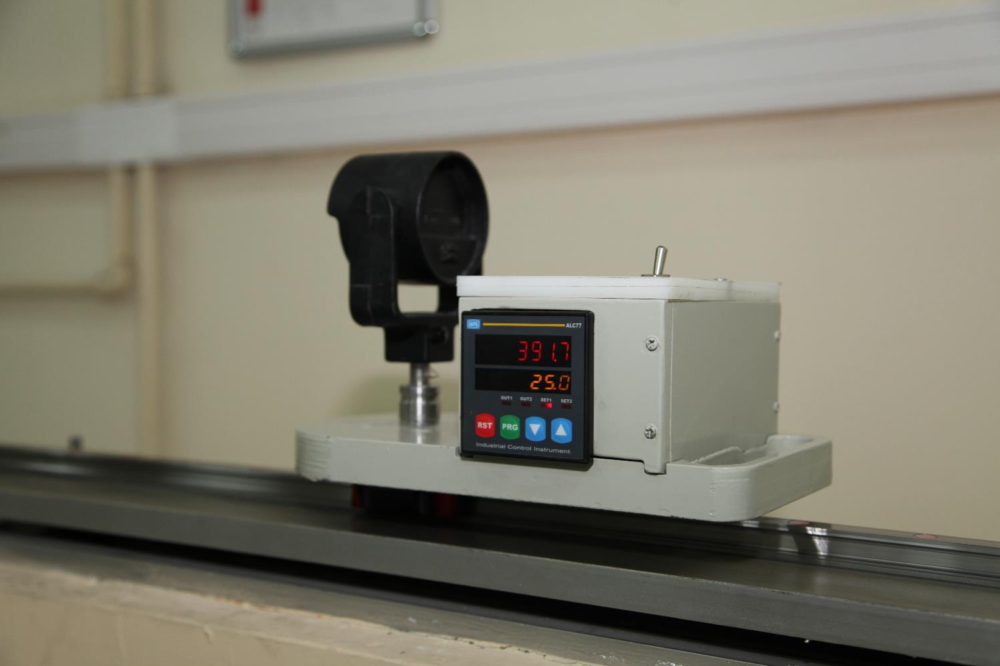 ALC77
391.7
25.0
OUT1 OUT2 SET1 SET2
RST PRG
Industrial Control Instrument